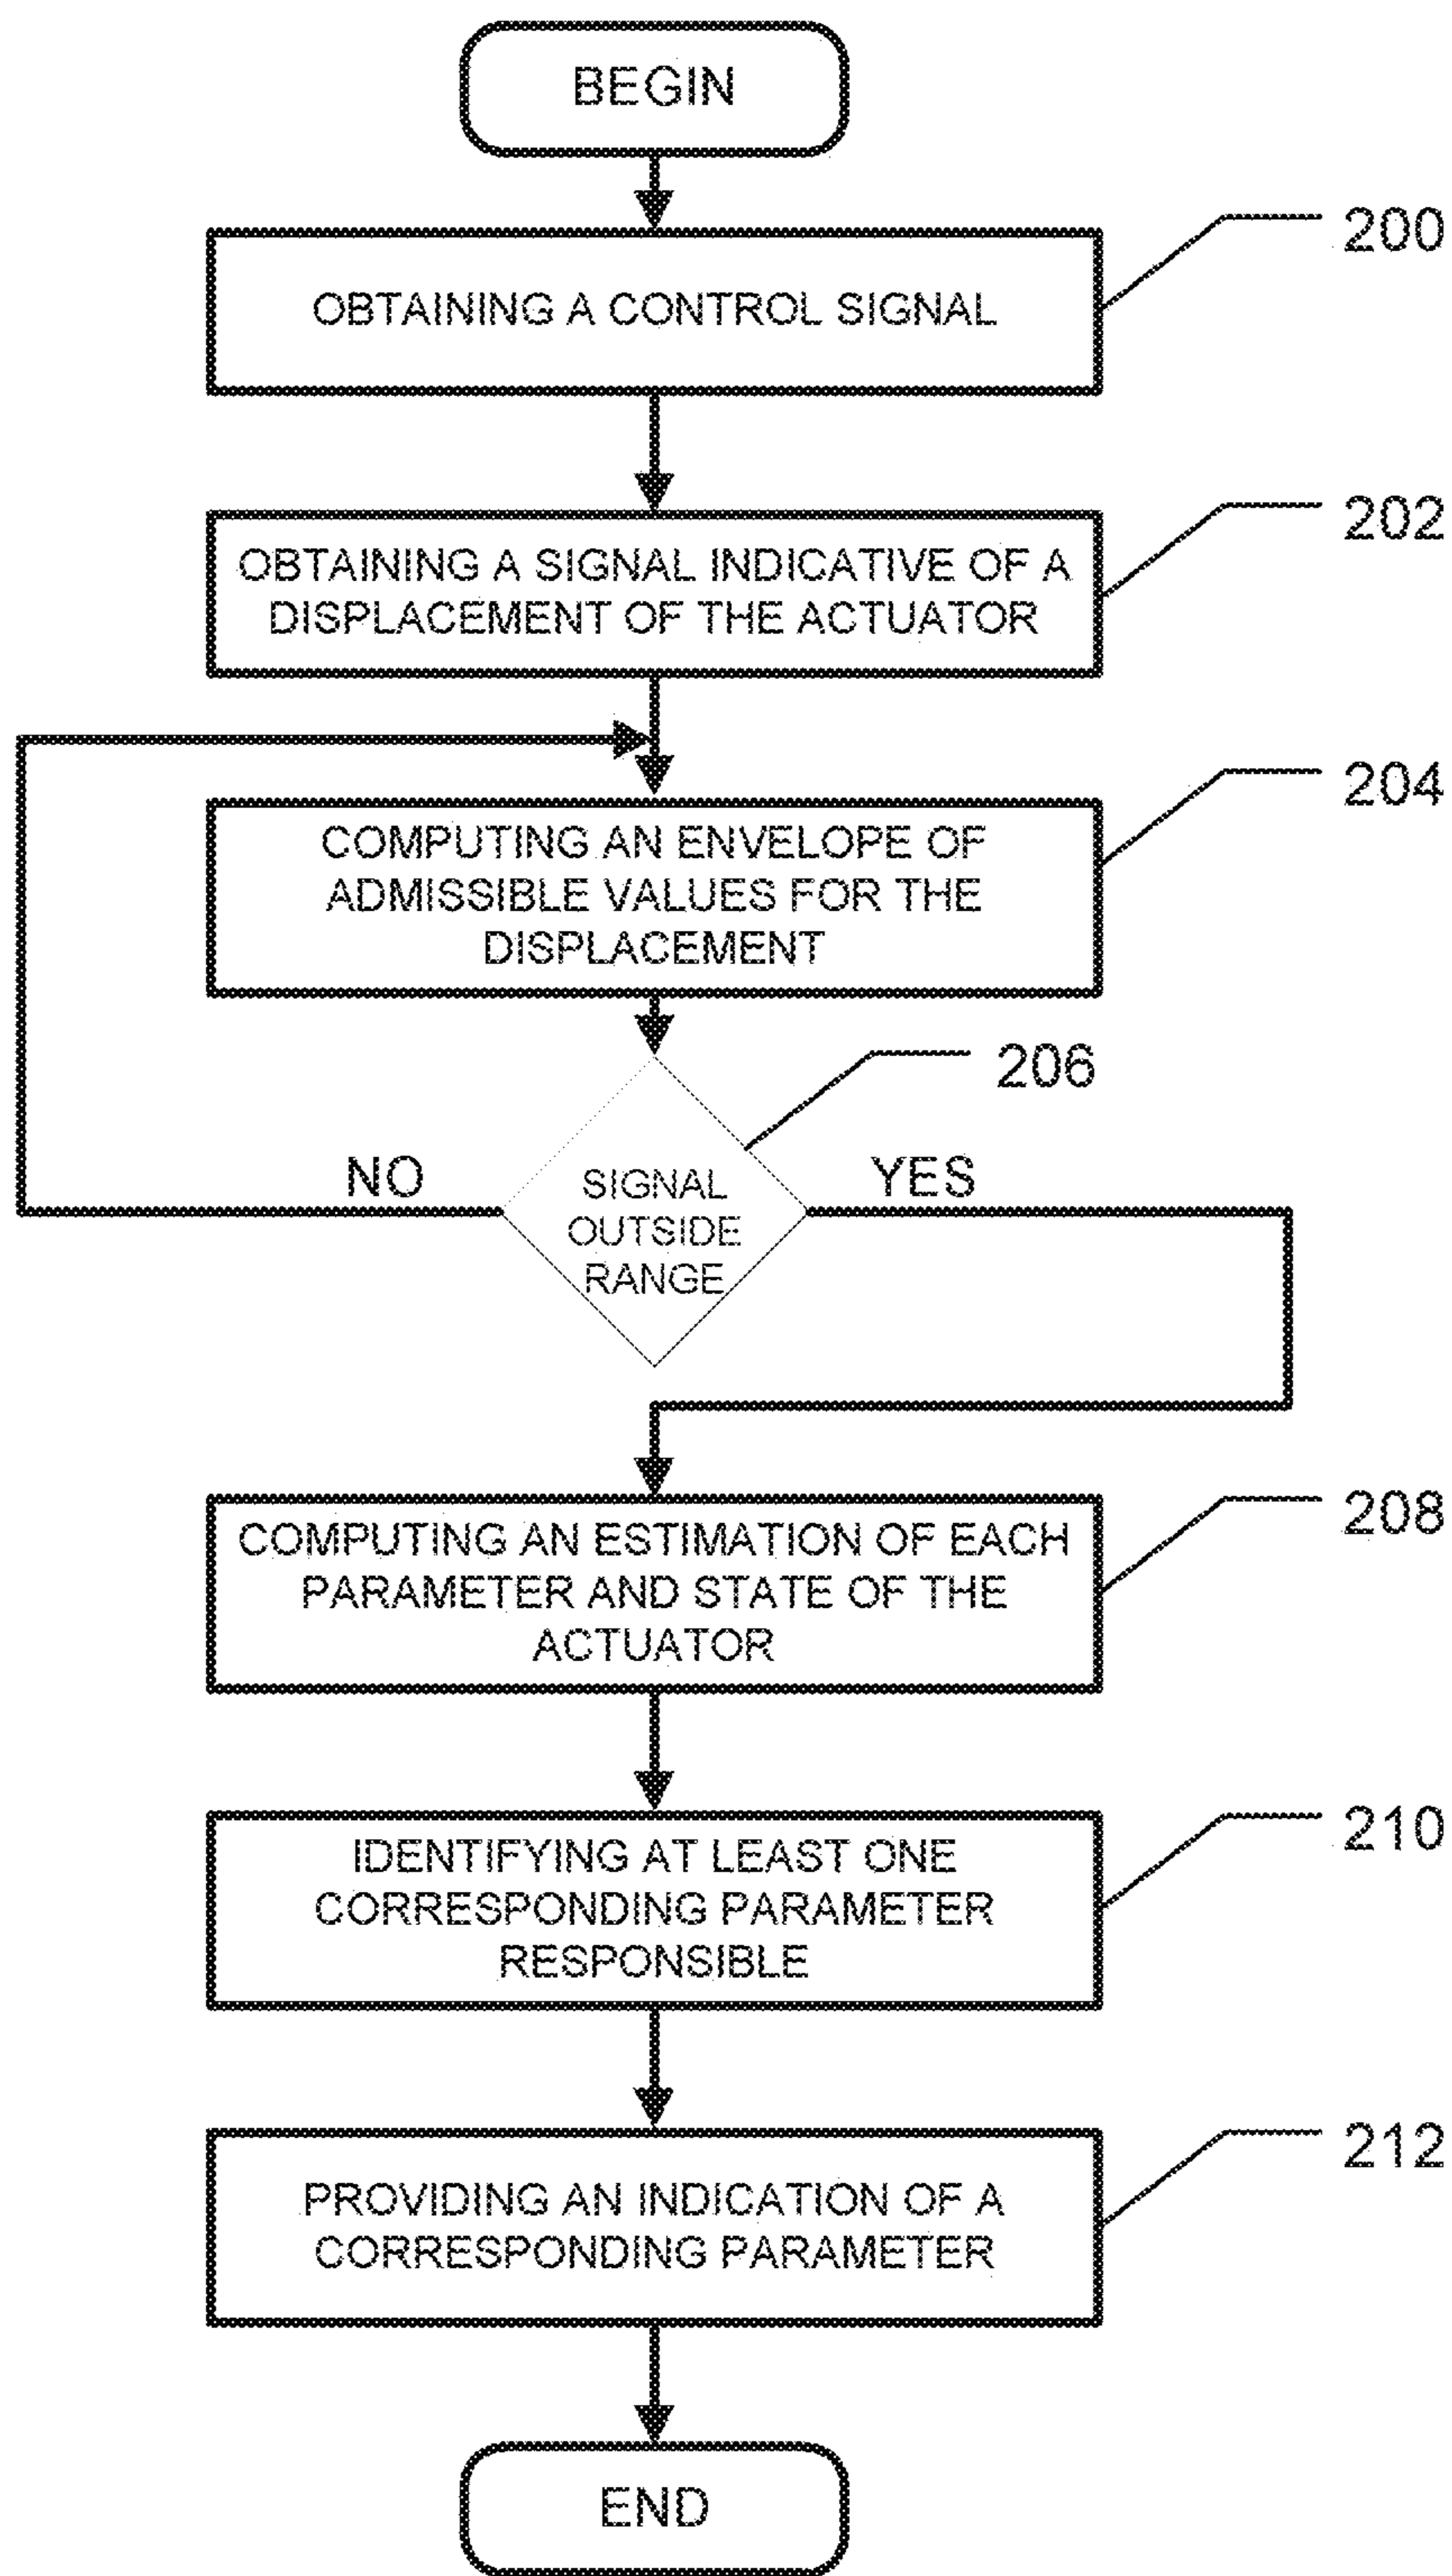 BEGIN
200
OBTAINING A CONTROL SIGNAL
202
OBTAINING A SIGNAL INDICATIVE OF A
DISPLACEMENT OF THE ACTUATOR
204
COMPUTING AN ENVELOPE OF
ADMISSIBLE VALUES FOR THE
DISPLACEMENT
206
NO
YES
SIGNAL
OUTSIDE
RANGE
208
COMPUTING AN ESTIMATION OF EACH
PARAMETER AND STATE OF THE
ACTUATOR
210
IDENTIFYING AT LEAST ONE
CORRESPONDING PARAMETER
RESPONSIBLE
212
PROVIDING AN INDICATION OF A
CORRESPONDING PARAMETER
END